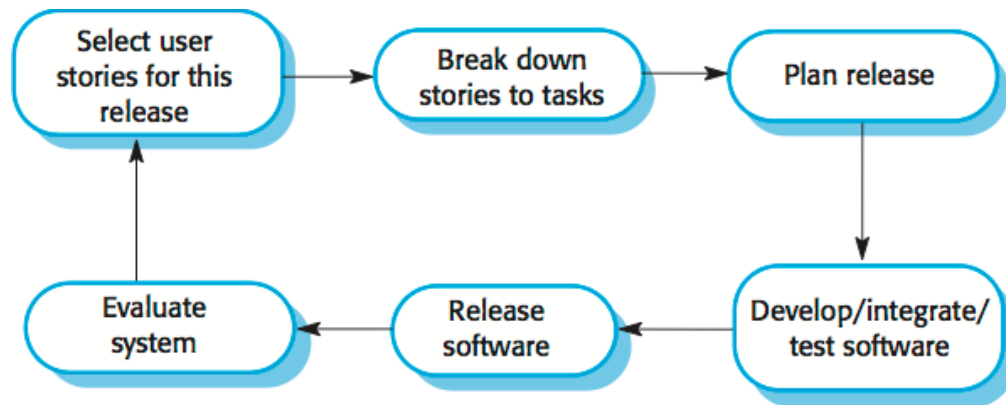 Select user
stories for this
release
Break down
stories to tasks
Plan release
Evaluate
system
Release
software
Develop/integrate/
test software